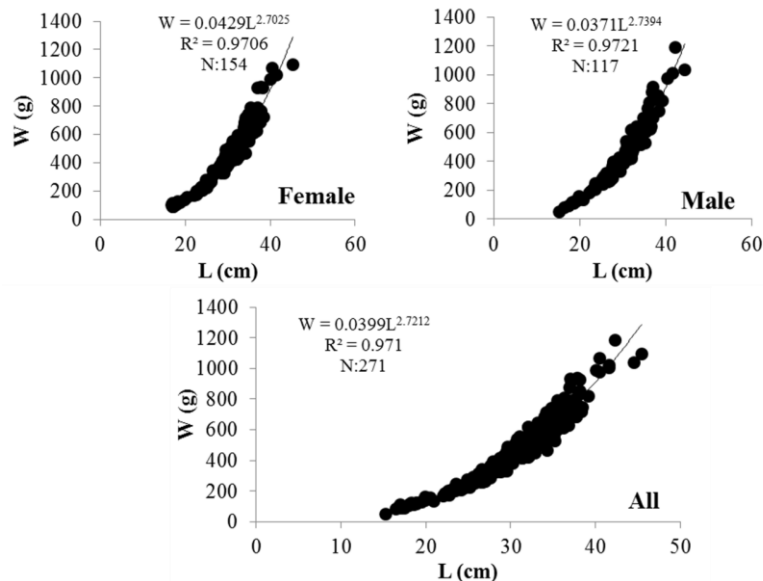 W = 0.0429L^2.7025
R² = 0.9706
N:154
1400
1200
1000
800
600
400
200
0
W (g)
Female
0 20 40 60
L (cm)
W = 0.0371L^2.7394
R² = 0.9721
N:117
1400
1200
1000
800
600
400
200
0
W (g)
Male
0 20 40 60
L (cm)
W = 0.0399L^2.7212
R² = 0.971
N:271
1400
1200
1000
800
600
400
200
0
W (g)
All
0 10 20 30 40 50
L (cm)